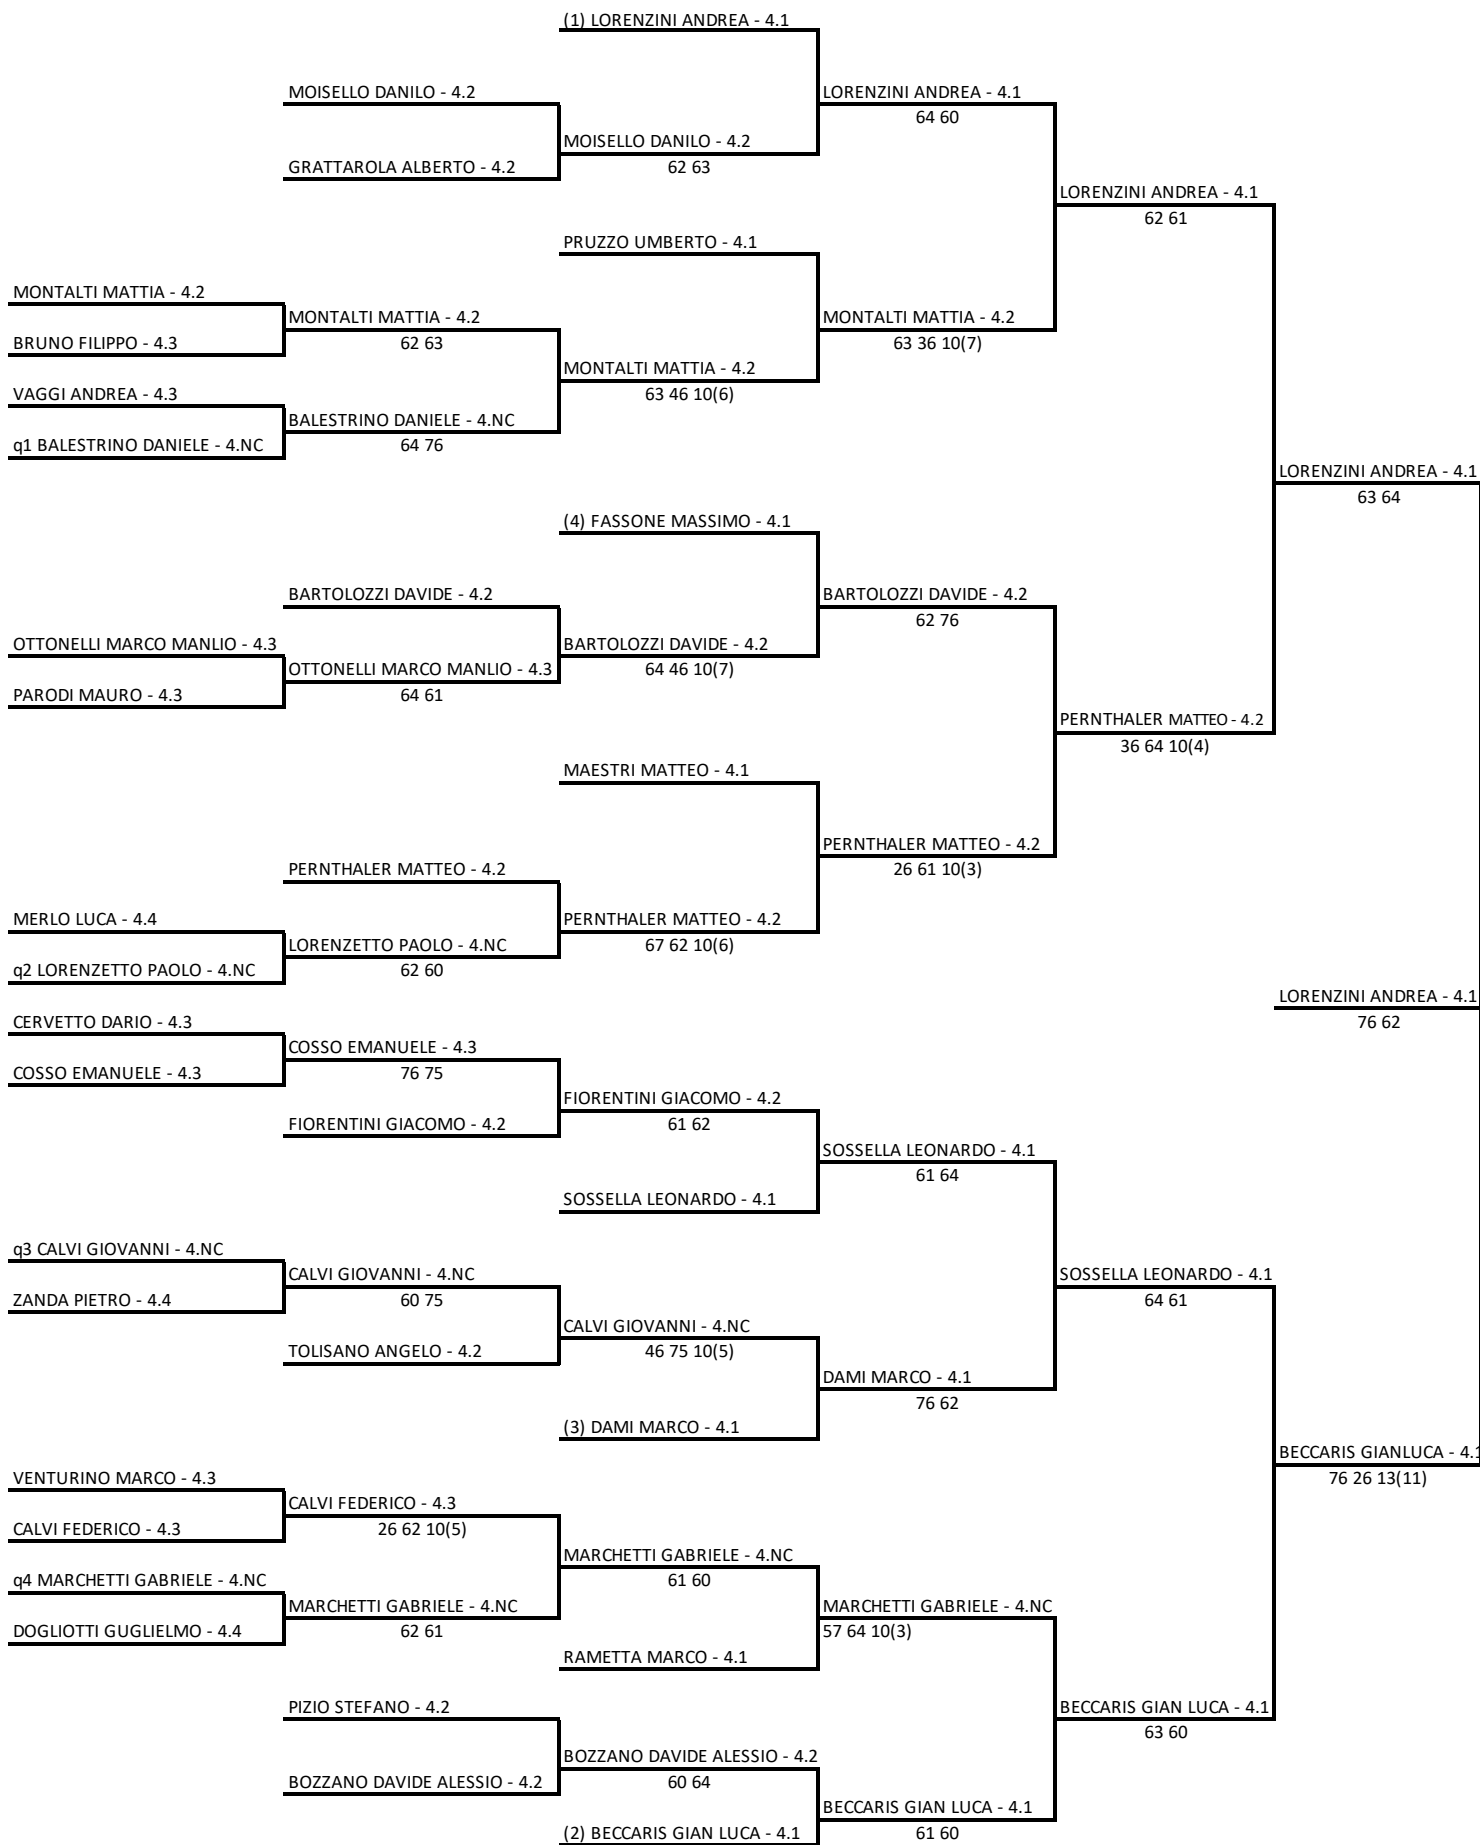 (1) LORENZINI ANDREA - 4.1
MOISELLO DANILO - 4.2
LORENZINI ANDREA - 4.1
64 60
MOISELLO DANILO - 4.2
62 63
GRATTAROLA ALBERTO - 4.2
LORENZINI ANDREA - 4.1
62 61
PRUZZO UMBERTO - 4.1
MONTALTI MATTIA - 4.2
MONTALTI MATTIA - 4.2
62 63
MONTALTI MATTIA - 4.2
63 36 10(7)
BRUNO FILIPPO - 4.3
MONTALTI MATTIA - 4.2
63 46 10(6)
VAGGI ANDREA - 4.3
BALESTRINO DANIELE - 4.NC
64 76
q1 BALESTRINO DANIELE - 4.NC
LORENZINI ANDREA - 4.1
63 64
(4) FASSONE MASSIMO - 4.1
BARTOLOZZI DAVIDE - 4.2
BARTOLOZZI DAVIDE - 4.2
62 76
OTTONELLI MARCO MANLIO - 4.3
BARTOLOZZI DAVIDE - 4.2
64 46 10(7)
OTTONELLI MARCO MANLIO - 4.3
64 61
PARODI MAURO - 4.3
PERNTHALER MATTEO - 4.2
36 64 10(4)
MAESTRI MATTEO - 4.1
PERNTHALER MATTEO - 4.2
26 61 10(3)
PERNTHALER MATTEO - 4.2
MERLO LUCA - 4.4
PERNTHALER MATTEO - 4.2
67 62 10(6)
LORENZETTO PAOLO - 4.NC
62 60
q2 LORENZETTO PAOLO - 4.NC
LORENZINI ANDREA - 4.1
76 62
CERVETTO DARIO - 4.3
COSSO EMANUELE - 4.3
76 75
COSSO EMANUELE - 4.3
FIORENTINI GIACOMO - 4.2
61 62
FIORENTINI GIACOMO - 4.2
SOSSELLA LEONARDO - 4.1
61 64
SOSSELLA LEONARDO - 4.1
q3 CALVI GIOVANNI - 4.NC
CALVI GIOVANNI - 4.NC
60 75
SOSSELLA LEONARDO - 4.1
64 61
ZANDA PIETRO - 4.4
CALVI GIOVANNI - 4.NC
46 75 10(5)
TOLISANO ANGELO - 4.2
DAMI MARCO - 4.1
76 62
(3) DAMI MARCO - 4.1
BECCARIS GIANLUCA - 4.1
76 26 13(11)
VENTURINO MARCO - 4.3
CALVI FEDERICO - 4.3
26 62 10(5)
CALVI FEDERICO - 4.3
MARCHETTI GABRIELE - 4.NC
61 60
q4 MARCHETTI GABRIELE - 4.NC
MARCHETTI GABRIELE - 4.NC
62 61
MARCHETTI GABRIELE - 4.NC
57 64 10(3)
DOGLIOTTI GUGLIELMO - 4.4
RAMETTA MARCO - 4.1
PIZIO STEFANO - 4.2
BECCARIS GIAN LUCA - 4.1
63 60
BOZZANO DAVIDE ALESSIO - 4.2
60 64
BOZZANO DAVIDE ALESSIO - 4.2
BECCARIS GIAN LUCA - 4.1
61 60
(2) BECCARIS GIAN LUCA - 4.1